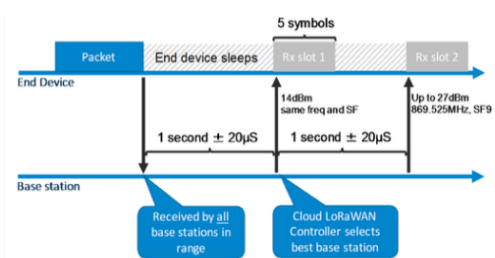 5 symbols
Packet
End device sleeps
Rx slot 1
Rx slot 2
End Device
14dBm
same freq and SF
Up to 27dBm
869.525MHz, SF9
1 second ± 20µS
1 second ± 20µS
Base station
Received by all
base stations in
range
Cloud LoRaWAN
Controller selects
best base station